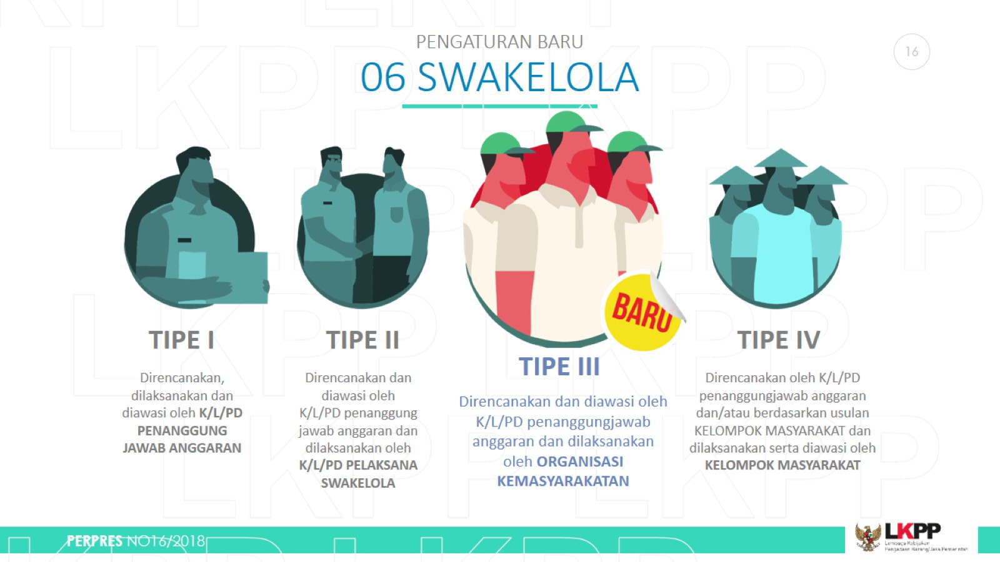 PENGATURAN BARU
06 SWAKELOLA
16
BARU
TIPE I
Direncanakan,
dilaksanakan dan
diawasi oleh K/L/PD
PENANGGUNG
JAWAB ANGGARAN
TIPE II
Direncanakan dan
diawasi oleh
K/L/PD penanggung
jawab anggaran dan
dilaksanakan oleh
K/L/PD PELAKSANA
SWAKELOLA
TIPE III
Direncanakan dan diawasi oleh
K/L/PD penanggungjawab
anggaran dan dilaksanakan
oleh ORGANISASI
KEMASYARAKATAN
TIPE IV
Direncanakan oleh K/L/PD
penanggungjawab anggaran
dan/atau berdasarkan usulan
KELOMPOK MASYARAKAT dan
dilaksanakan serta diawasi oleh
KELOMPOK MASYARAKAT
PERPRES NO16/2018
LKPP
Lembaga Kebijakan
Pengadaan Barang/Jasa Pemerintah